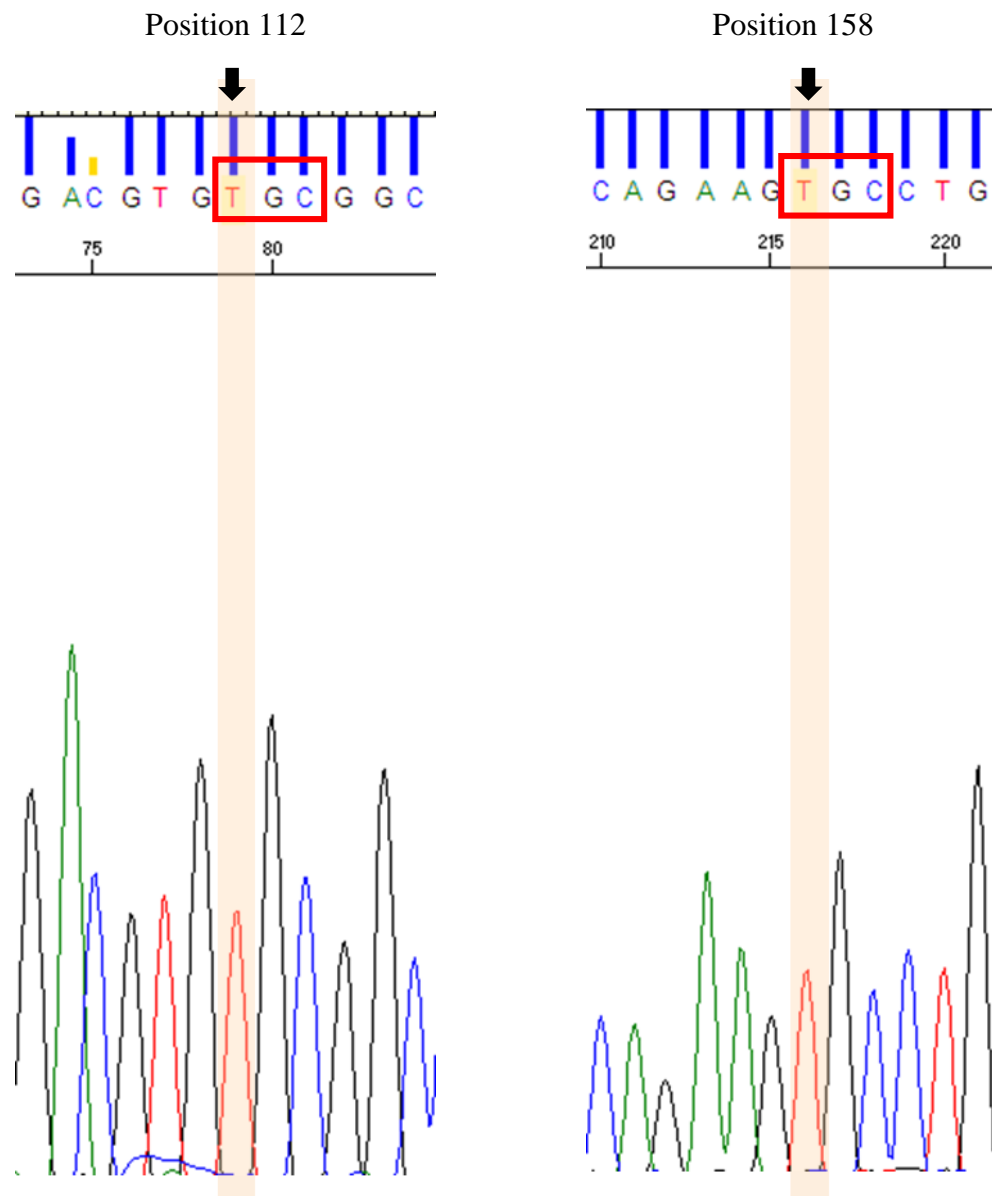 Position 112
G A C G T G T G C G G C
75 80
Position 158
C A G A A G T G C C T G
210 215 220